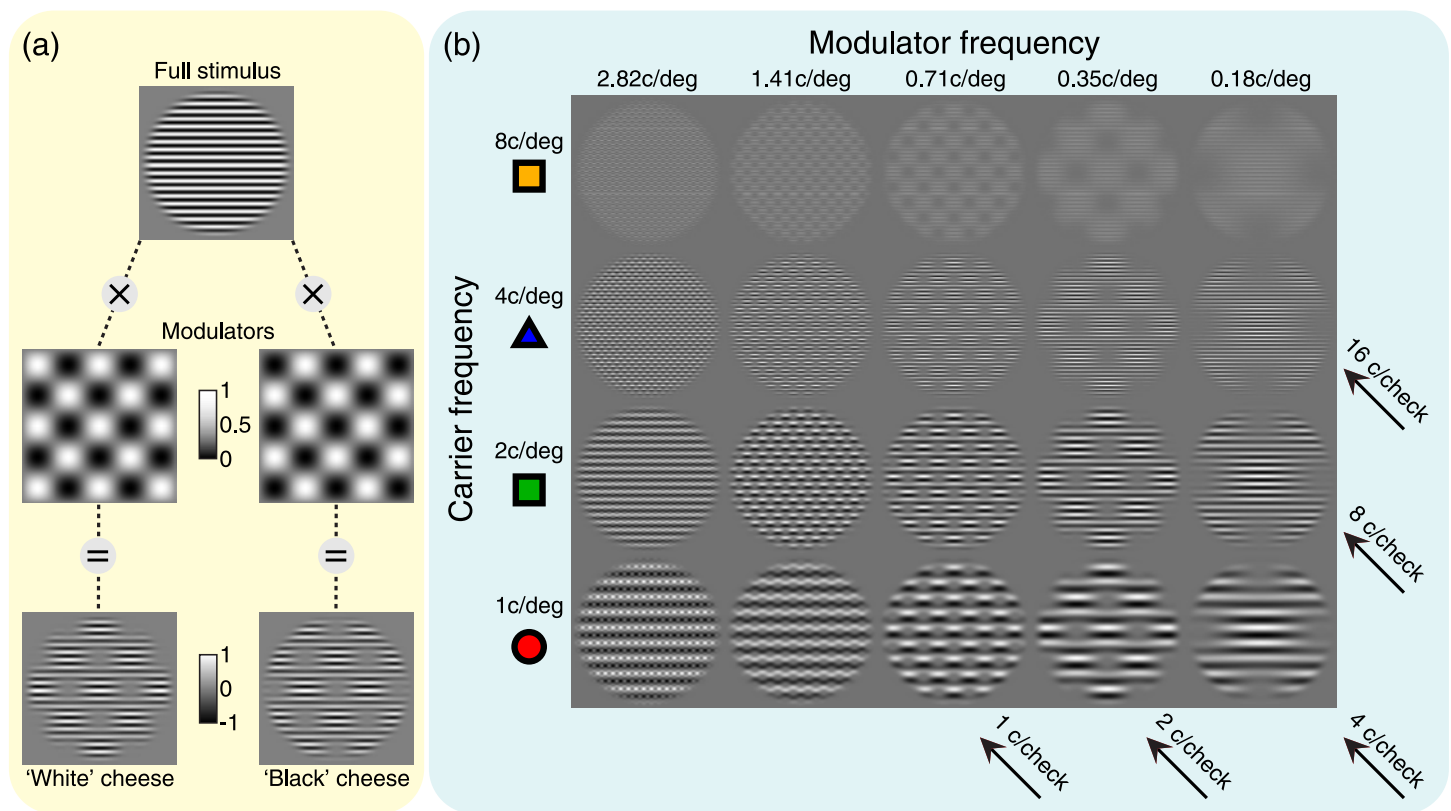 (a)
Full stimulus
×
×
Modulators
1
0.5
0
=
=
1
0
-1
‘White’ cheese
‘Black’ cheese
(b)
Modulator frequency
2.82c/deg
1.41c/deg
0.71c/deg
0.35c/deg
0.18c/deg
Carrier frequency
8c/deg
4c/deg
2c/deg
1c/deg
16 c/check
8 c/check
4 c/check
2 c/check
1 c/check